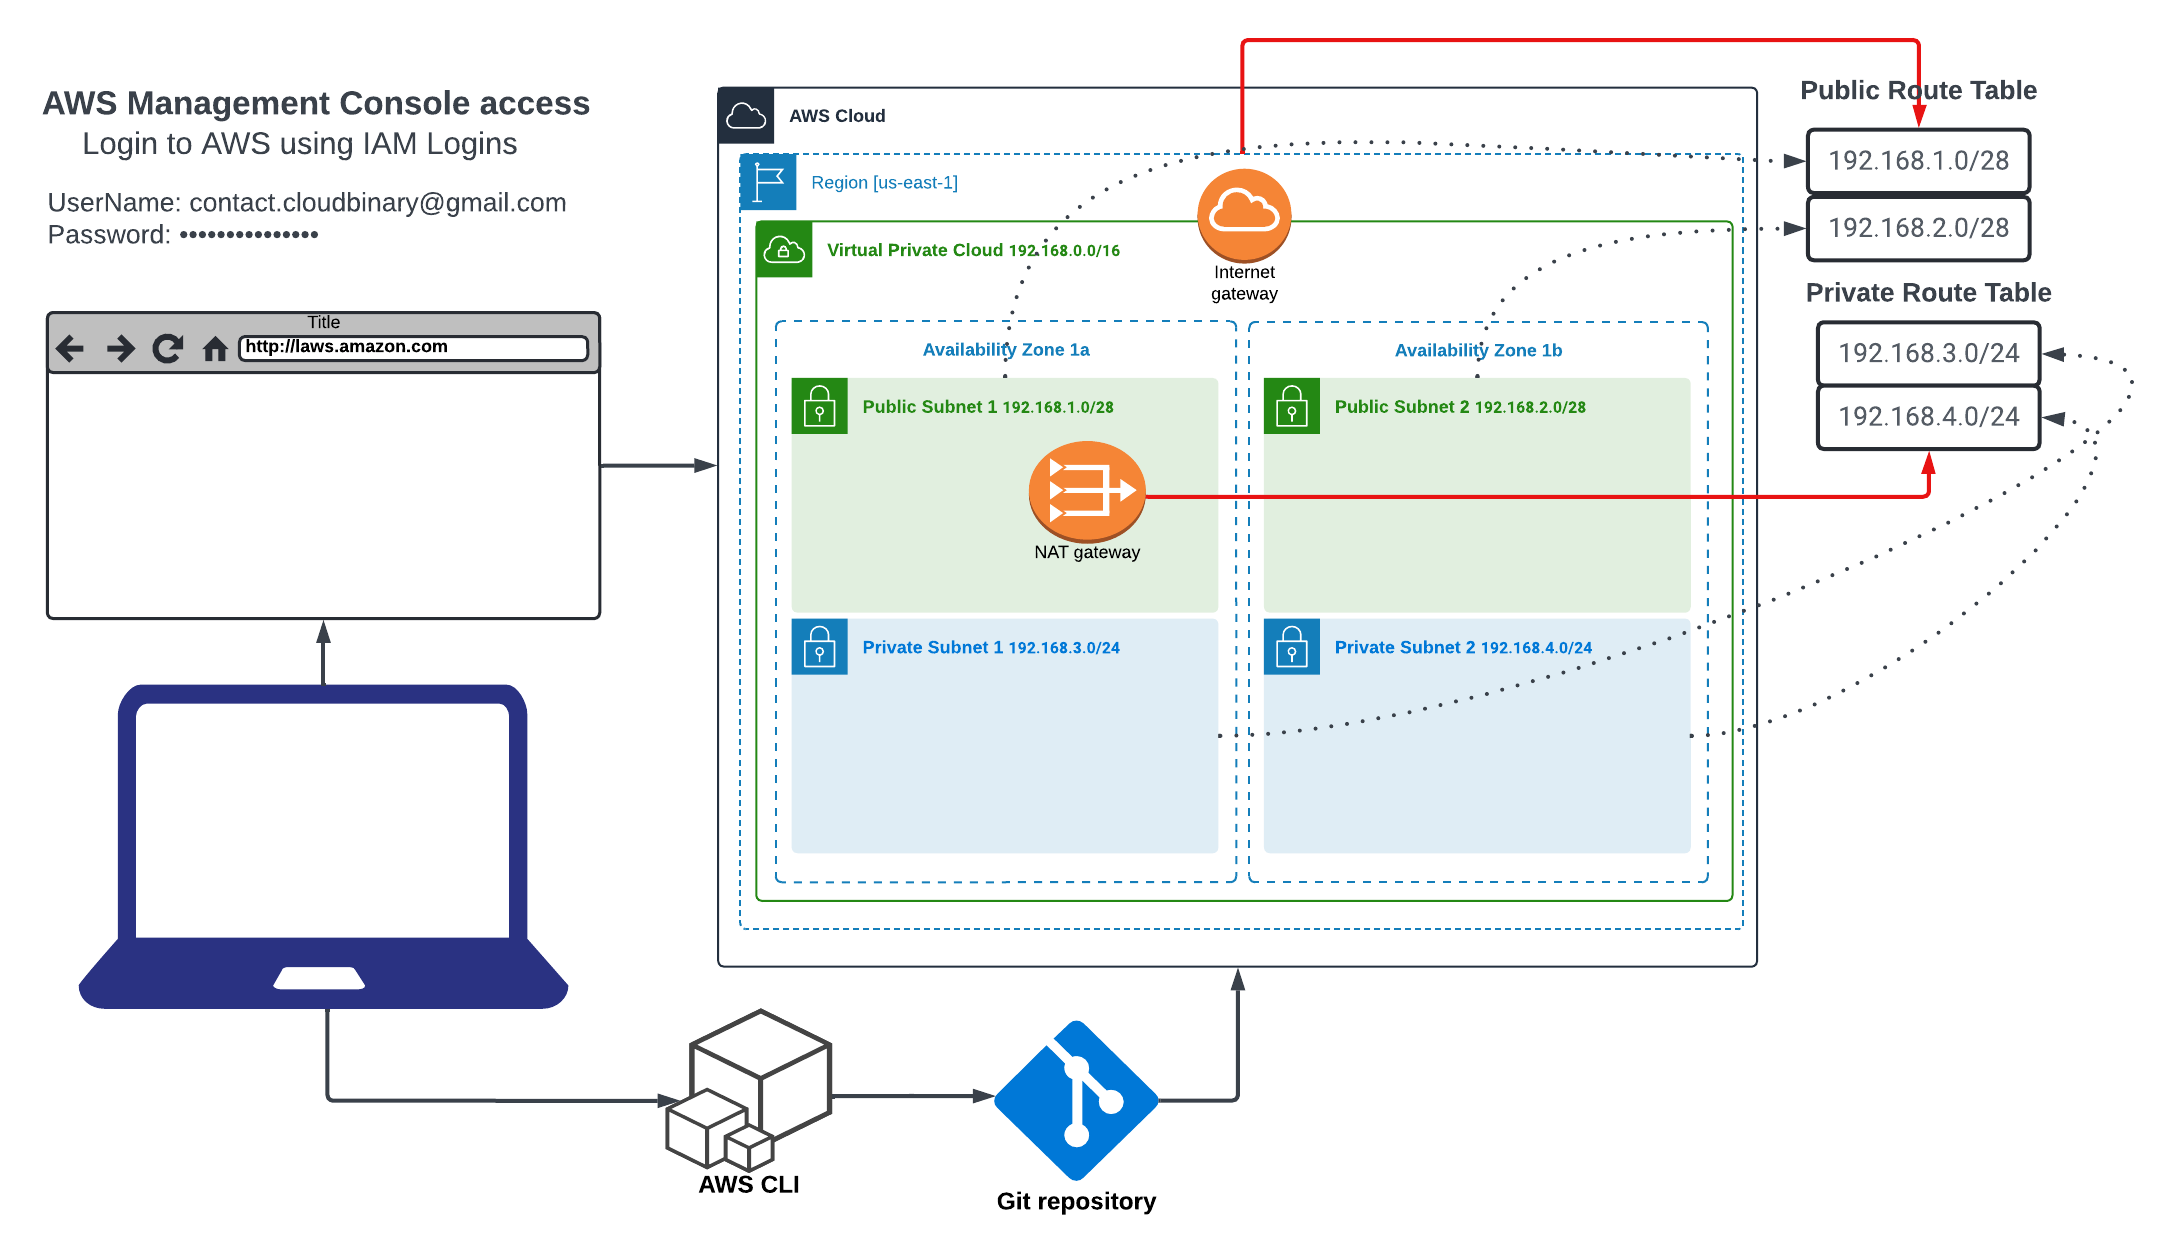 AWS Management Console access
Login to AWS using IAM Logins
UserName: contact.cloudbinary@gmail.com
Password: •••••••••••••••
Title
http://laws.amazon.com
AWS Cloud
Region [us-east-1]
Virtual Private Cloud 192.168.0.0/16
Internet
gateway
Availability Zone 1a
Public Subnet 1 192.168.1.0/28
NAT gateway
Private Subnet 1 192.168.3.0/24
Availability Zone 1b
Public Subnet 2 192.168.2.0/28
Private Subnet 2 192.168.4.0/24
Public Route Table
192.168.1.0/28
192.168.2.0/28
Private Route Table
192.168.3.0/24
192.168.4.0/24
AWS CLI
Git repository